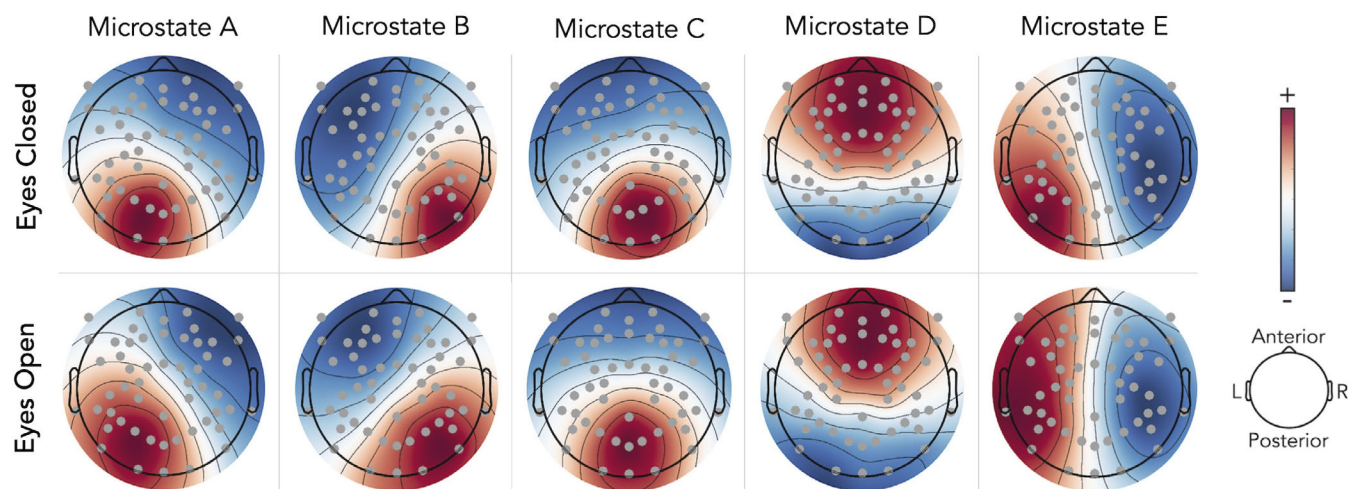 Microstate A
Microstate B
Microstate C
Microstate D
Microstate E
Eyes Closed
Eyes Open
+
-
Anterior
L
R
Posterior